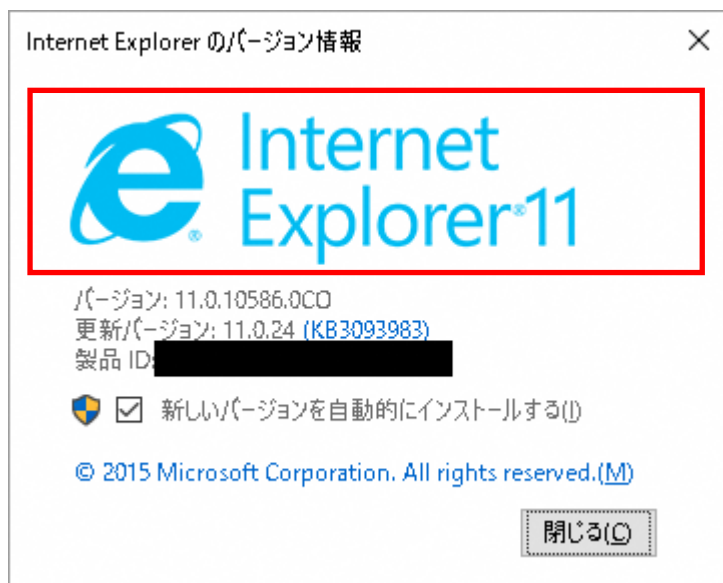 Internet Explorer のバージョン情報
Internet
Explorer®11
バージョン: 11.0.10586.0CO
更新バージョン: 11.0.24 (KB3093983)
製品 ID:
新しいバージョンを自動的にインストールする(I)
© 2015 Microsoft Corporation. All rights reserved.(M)
閉じる(C)